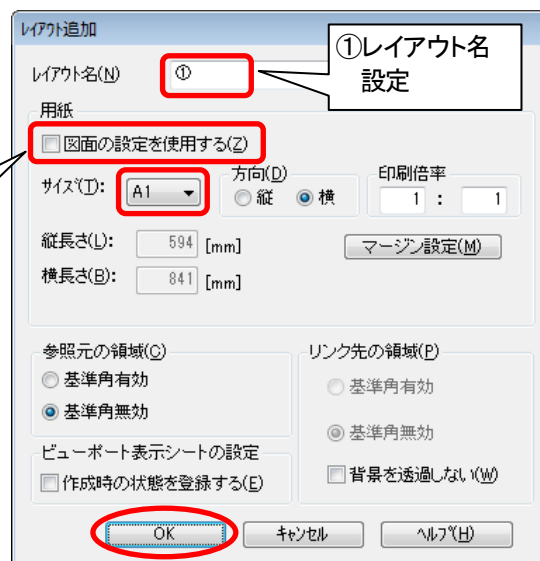 レイアウト追加
①レイアウト名
設定
レイアウト名(N)
①
用紙
図面の設定を使用する(Z)
サイズ(T):
A1
方向(D)
縦
横
印刷倍率
1 : 1
縦長さ(L):
594 [mm]
マージン設定(M)
横長さ(B):
841 [mm]
参照元の領域(C)
基準角有効
基準角無効
リンク先の領域(P)
基準角有効
基準角無効
背景を透過しない(W)
ビューポート表示シートの設定
作成時の状態を登録する(E)
OK
キャンセル
ヘルプ(H)